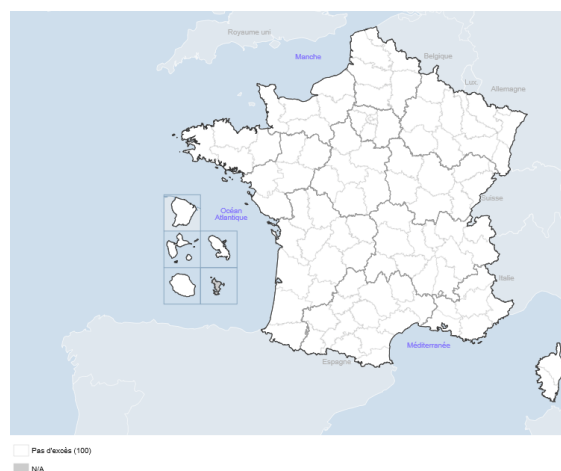 Royaume uni
Manche
Belgique
Lux.
Allemagne
Suisse
Océan
Atlantique
Italie
Méditerranée
Espagne
Pas d'excès (100)
N/A